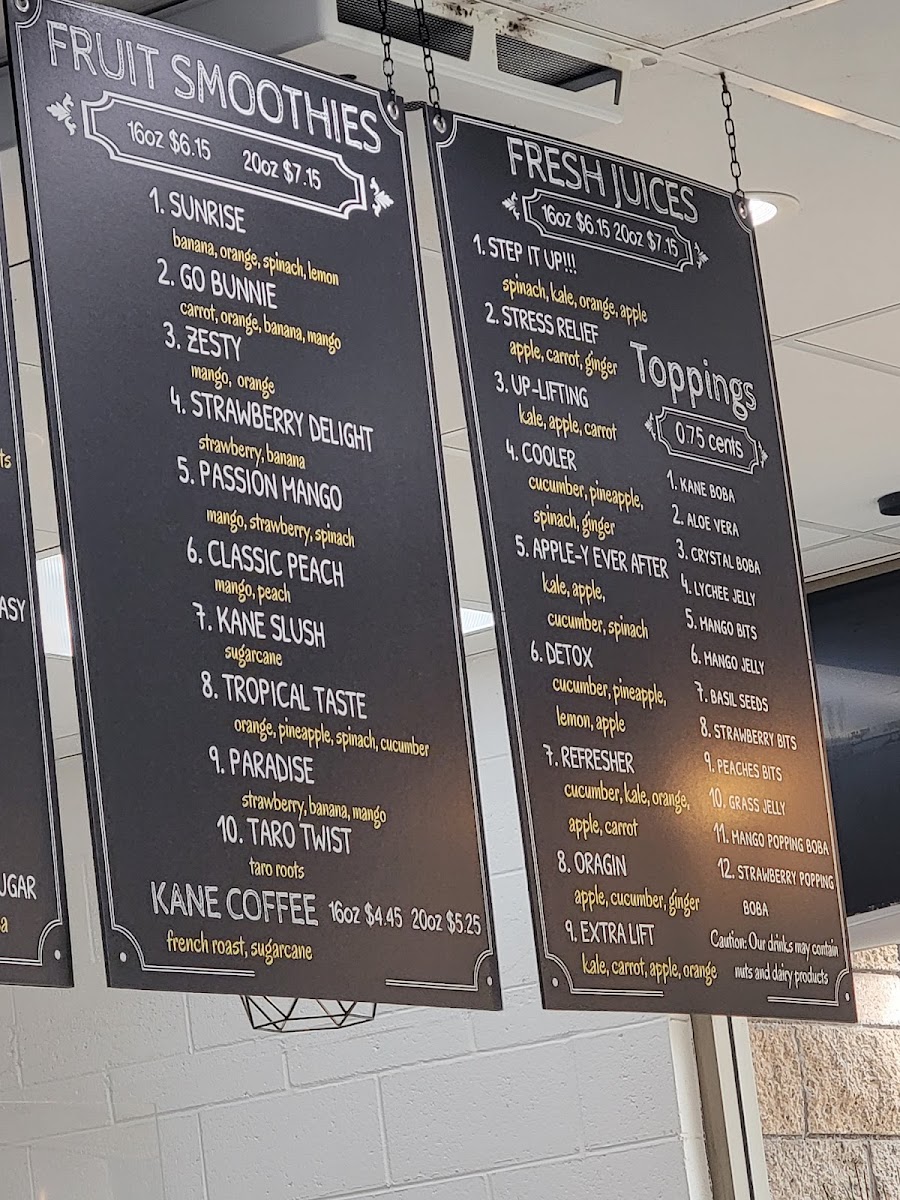 ASY
UGAR
FRUIT SMOOTHIES
16oz $6.15 20oz $7.15
1. SUNRISE
banana, orange, spinach, lemon
2. GO BUNNIE
carrot, orange, banana, mango
3. ZESTY
mango, orange
4. STRAWBERRY DELIGHT
strawberry, banana
5. PASSION MANGO
mango, strawberry, spinach
6. CLASSIC PEACH
mango, peach
7. KANE SLUSH
sugarcane
8. TROPICAL TASTE
orange, pineapple, spinach, cucumber
9. PARADISE
strawberry, banana, mango
10. TARO TWIST
taro roots
KANE COFFEE 16oz $4.45 20oz $5.25
french roast, sugarcane
FRESH JUICES
16oz $6.15 20oz $7.15
1. STEP IT UP!!!
spinach, kale, orange, apple
2. STRESS RELIEF
apple, carrot, ginger
3. UP-LIFTING
kale, apple, carrot
4. COOLER
cucumber, pineapple,
spinach, ginger
5. APPLE-Y EVER AFTER
kale, apple,
cucumber, spinach
6. DETOX
cucumber, pineapple,
lemon, apple
7. REFRESHER
cucumber, kale, orange,
apple, carrot
8. ORAGIN
apple, cucumber, ginger
9. EXTRA LIFT
kale, carrot, apple, orange
Toppings
0.75 cents
1. KANE BOBA
2. ALOE VERA
3. CRYSTAL BOBA
4. LYCHEE JELLY
5. MANGO BITS
6. MANGO JELLY
7. BASIL SEEDS
8. STRAWBERRY BITS
9. PEACHES BITS
10. GRASS JELLY
11. MANGO POPPING BOBA
12. STRAWBERRY POPPING
BOBA
Caution: Our drinks may contain
nuts and dairy products